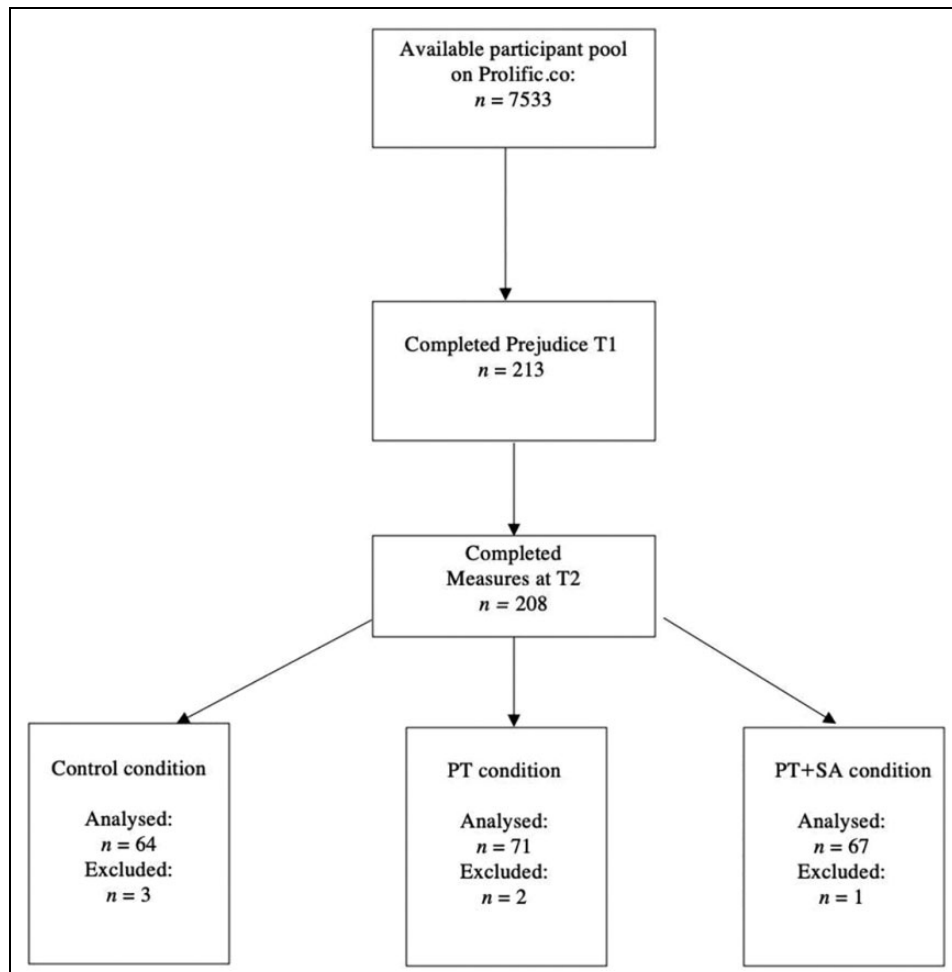 Available participant pool
on Prolific.co:
n = 7533
Completed Prejudice T1
n = 213
Completed
Measures at T2
n = 208
Control condition
Analysed:
n = 64
Excluded:
n = 3
PT condition
Analysed:
n = 71
Excluded:
n = 2
PT+SA condition
Analysed:
n = 67
Excluded:
n = 1